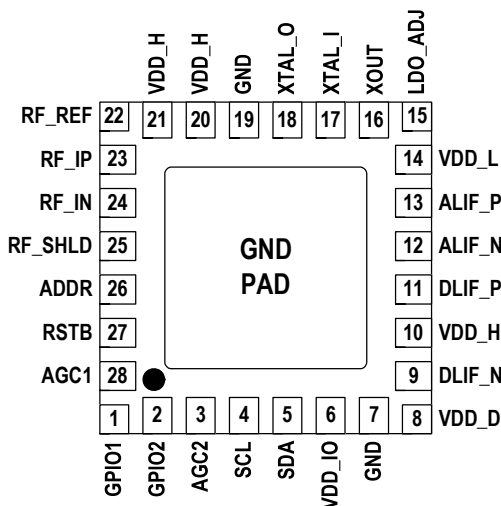 VDD_H
VDD_H
GND
XTAL_O
XTAL_I
XOUT
LDO_ADJ
RF_REF 22 21 20 19 18 17 16 15
RF_IP 23 14 VDD_L
RF_IN 24 13 ALIF_P
RF_SHLD 25 12 ALIF_N
GND
PAD
ADDR 26 11 DLIF_P
RSTB 27 10 VDD_H
AGC1 28 9 DLIF_N
1 2 3 4 5 6 7 8 VDD_D
GPIO1
GPIO2
AGC2
SCL
SDA
VDD_IO
GND